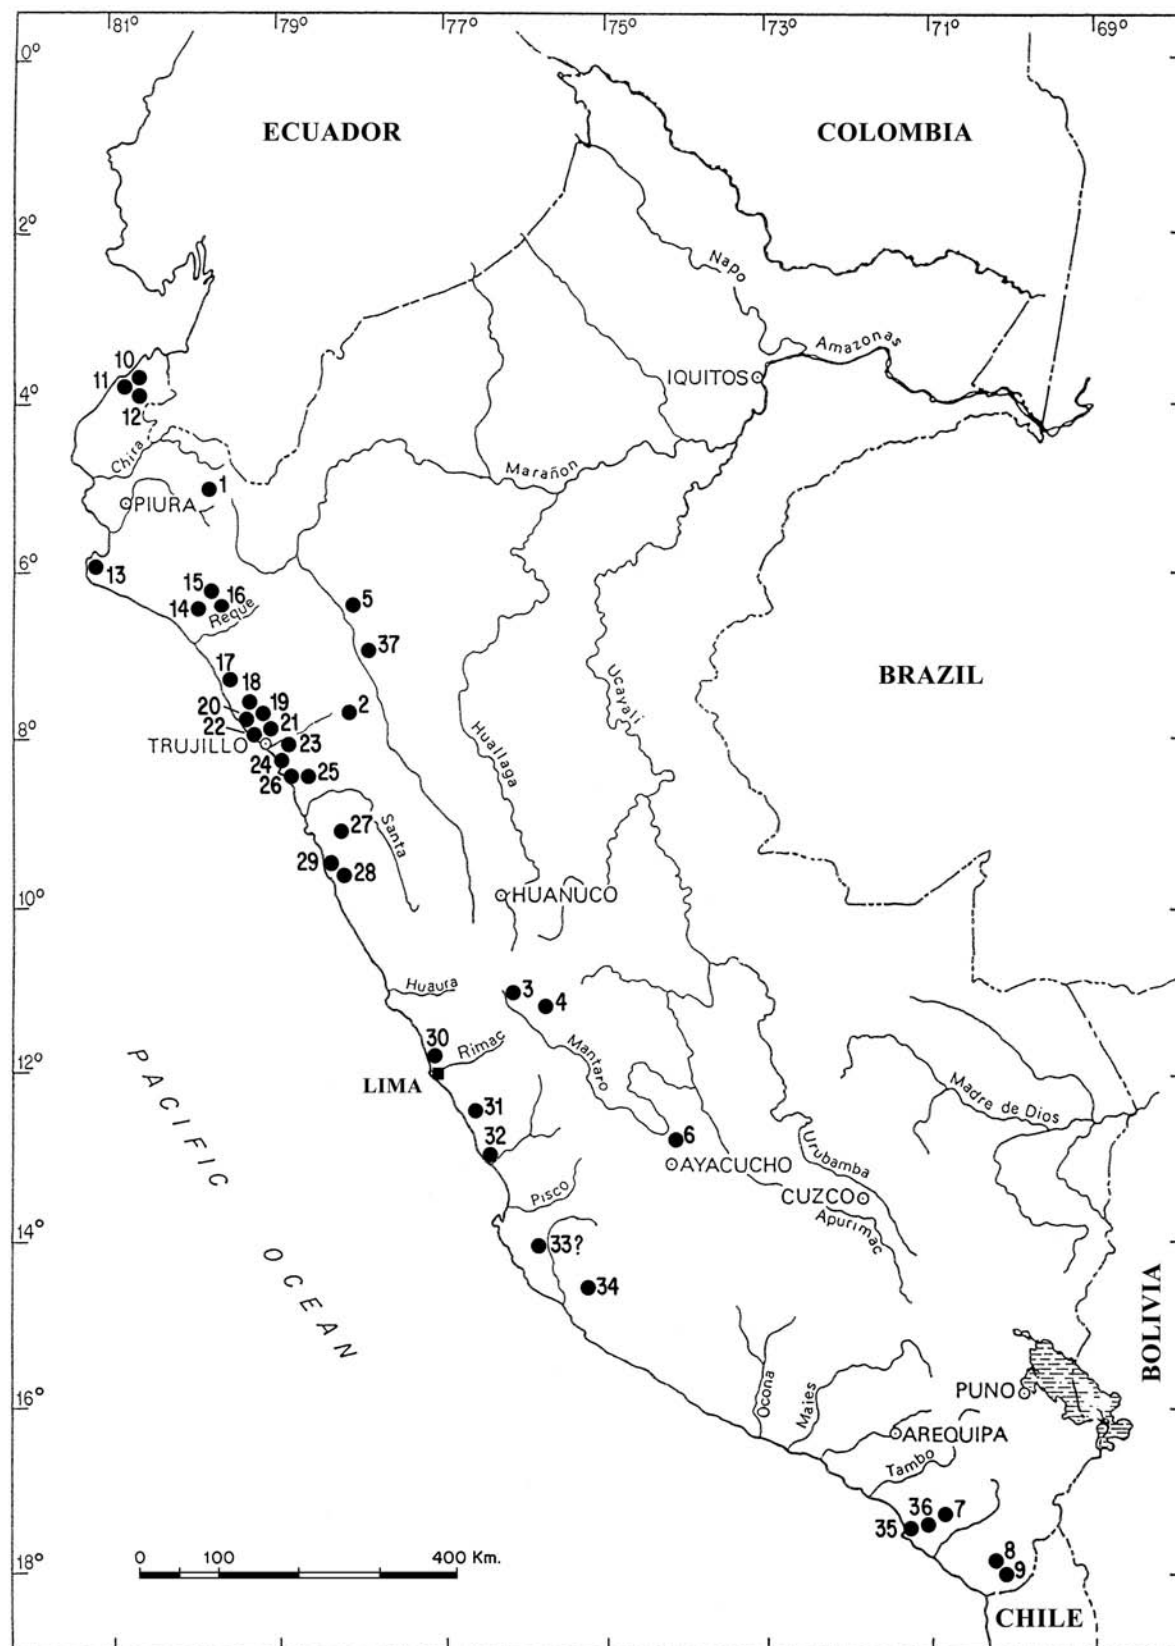 81° 79° 77° 75° 73° 71° 69°
0°
ECUADOR COLOMBIA
2°
Napo
Amazonas
10
11
IQUITOS
12
4°
Chira
Marañon
1
PIURA
6°
13
15
16
14
Reque
5
37
Ucayali
BRAZIL
17
18
19
20
2
21
22
8°
TRUJILLO
23
Huallaga
24
25
26
27
Santa
29
28
HUANUCO
10°
Huaura
3
4
30
Rimac
Mantaro
12°
LIMA
Madre de Dios
31
32
6
AYACUCHO
Urubamba
Pisco
CUZCO
Apurimac
14°
33?
34
PACIFIC
OCEAN
BOLIVIA
PUNO
16°
Ocona
Majes
AREQUIPA
Tambo
36
7
35
8
9
0 100 400 Km.
18°
CHILE